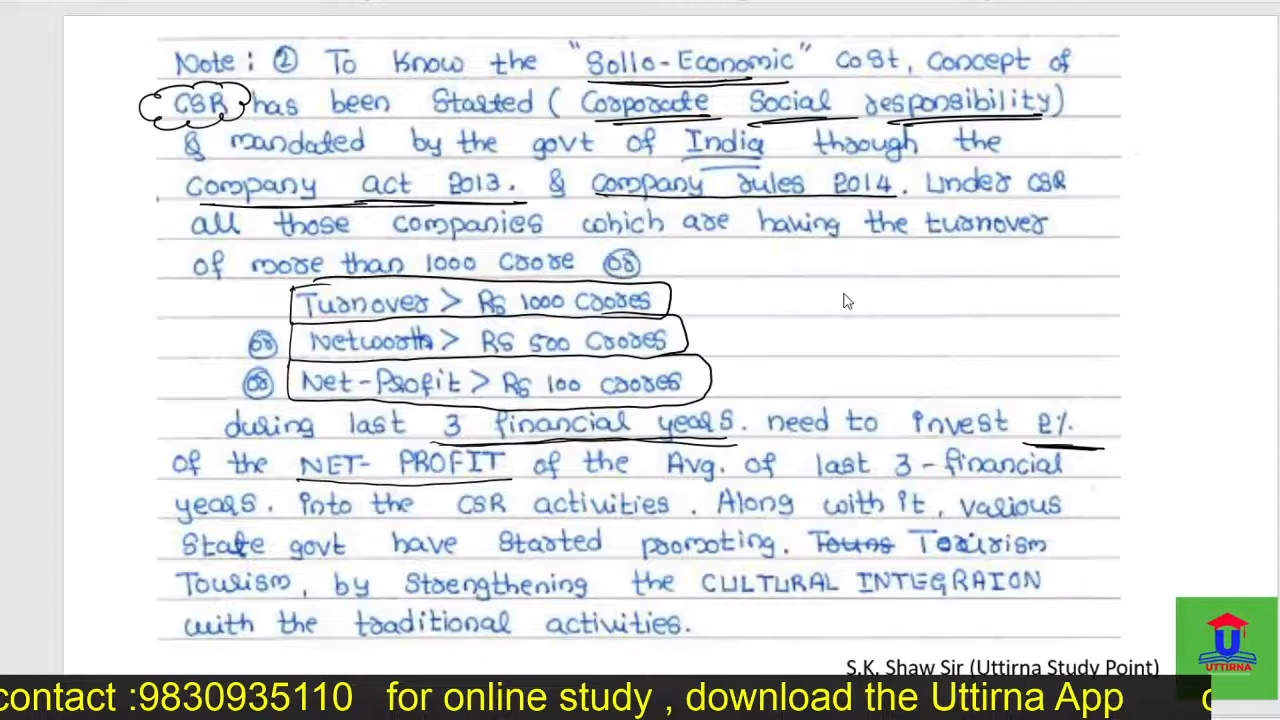 Note: ② To Know the "Sollo-Economic" cost, concept of
CSR has been Started ( Corporate Social responsibility)
& mandated by the govt of India through the
Company act 2013. & Company rules 2014. Under CSR
all those companies which are having the turnover
of more than 1000 crore or
Turnover > Rs 1000 crores
or Networth > Rs 500 crores
or Net-Profit > Rs 100 crores
during last 3 financial years. need to invest 2%.
of the NET- PROFIT of the Avg. of last 3-financial
years. into the CSR activities. Along with it, various
State govt have started promoting. Touns Tourism
Tourism, by strengthening the CULTURAL INTEGRAION
with the traditional activities.
S.K. Shaw Sir (Uttirna Study Point)
U
UTTIRNA
contact :9830935110 for online study , download the Uttirna App